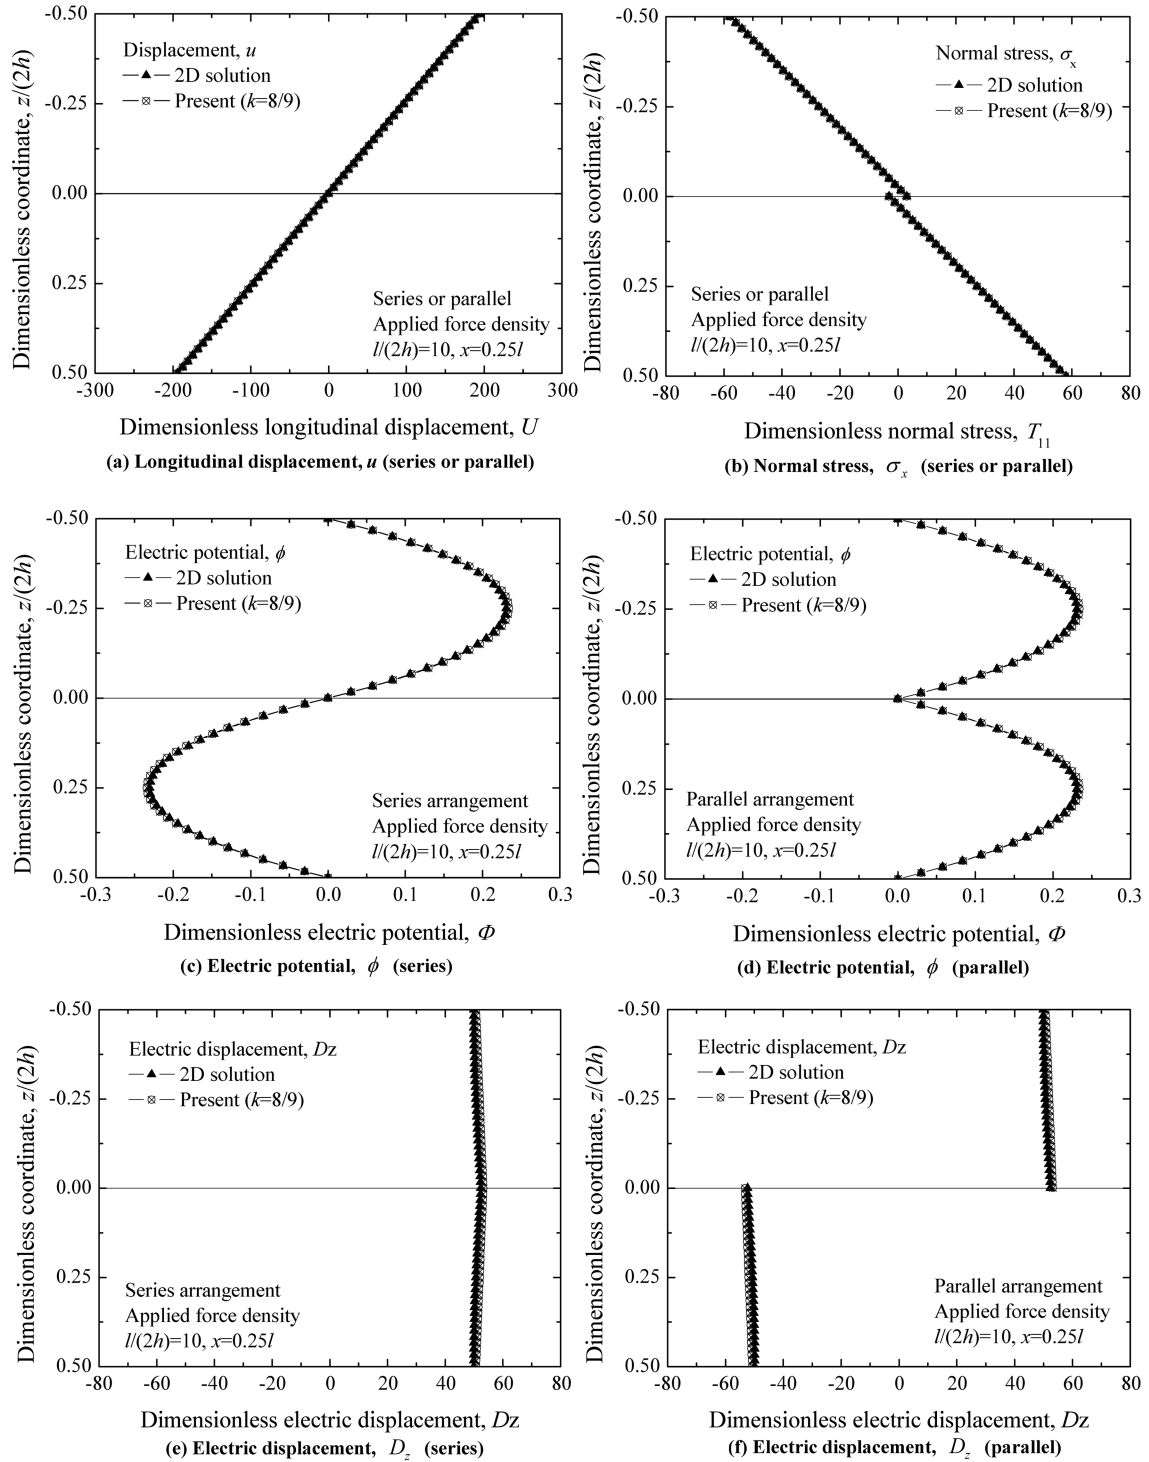 -0.50
-0.25
0.00
0.25
0.50
Dimensionless coordinate, z/(2h)
Displacement, u
2D solution
Present (k=8/9)
Series or parallel
Applied force density
l/(2h)=10, x=0.25l
-300 -200 -100 0 100 200 300
Dimensionless longitudinal displacement, U
(a) Longitudinal displacement, u (series or parallel)
-0.50
-0.25
0.00
0.25
0.50
Dimensionless coordinate, z/(2h)
Normal stress, σx
2D solution
Present (k=8/9)
Series or parallel
Applied force density
l/(2h)=10, x=0.25l
-80 -60 -40 -20 0 20 40 60 80
Dimensionless normal stress, T11
(b) Normal stress, σx (series or parallel)
-0.50
-0.25
0.00
0.25
0.50
Dimensionless coordinate, z/(2h)
Electric potential, ϕ
2D solution
Present (k=8/9)
Series arrangement
Applied force density
l/(2h)=10, x=0.25l
-0.3 -0.2 -0.1 0.0 0.1 0.2 0.3
Dimensionless electric potential, Φ
(c) Electric potential, ϕ (series)
-0.50
-0.25
0.00
0.25
0.50
Dimensionless coordinate, z/(2h)
Electric potential, ϕ
2D solution
Present (k=8/9)
Parallel arrangement
Applied force density
l/(2h)=10, x=0.25l
-0.3 -0.2 -0.1 0.0 0.1 0.2 0.3
Dimensionless electric potential, Φ
(d) Electric potential, ϕ (parallel)
-0.50
-0.25
0.00
0.25
0.50
Dimensionless coordinate, z/(2h)
Electric displacement, Dz
2D solution
Present (k=8/9)
Series arrangement
Applied force density
l/(2h)=10, x=0.25l
-80 -60 -40 -20 0 20 40 60 80
Dimensionless electric displacement, Dz
(e) Electric displacement, Dz (series)
-0.50
-0.25
0.00
0.25
0.50
Dimensionless coordinate, z/(2h)
Electric displacement, Dz
2D solution
Present (k=8/9)
Parallel arrangement
Applied force density
l/(2h)=10, x=0.25l
-80 -60 -40 -20 0 20 40 60 80
Dimensionless electric displacement, Dz
(f) Electric displacement, Dz (parallel)